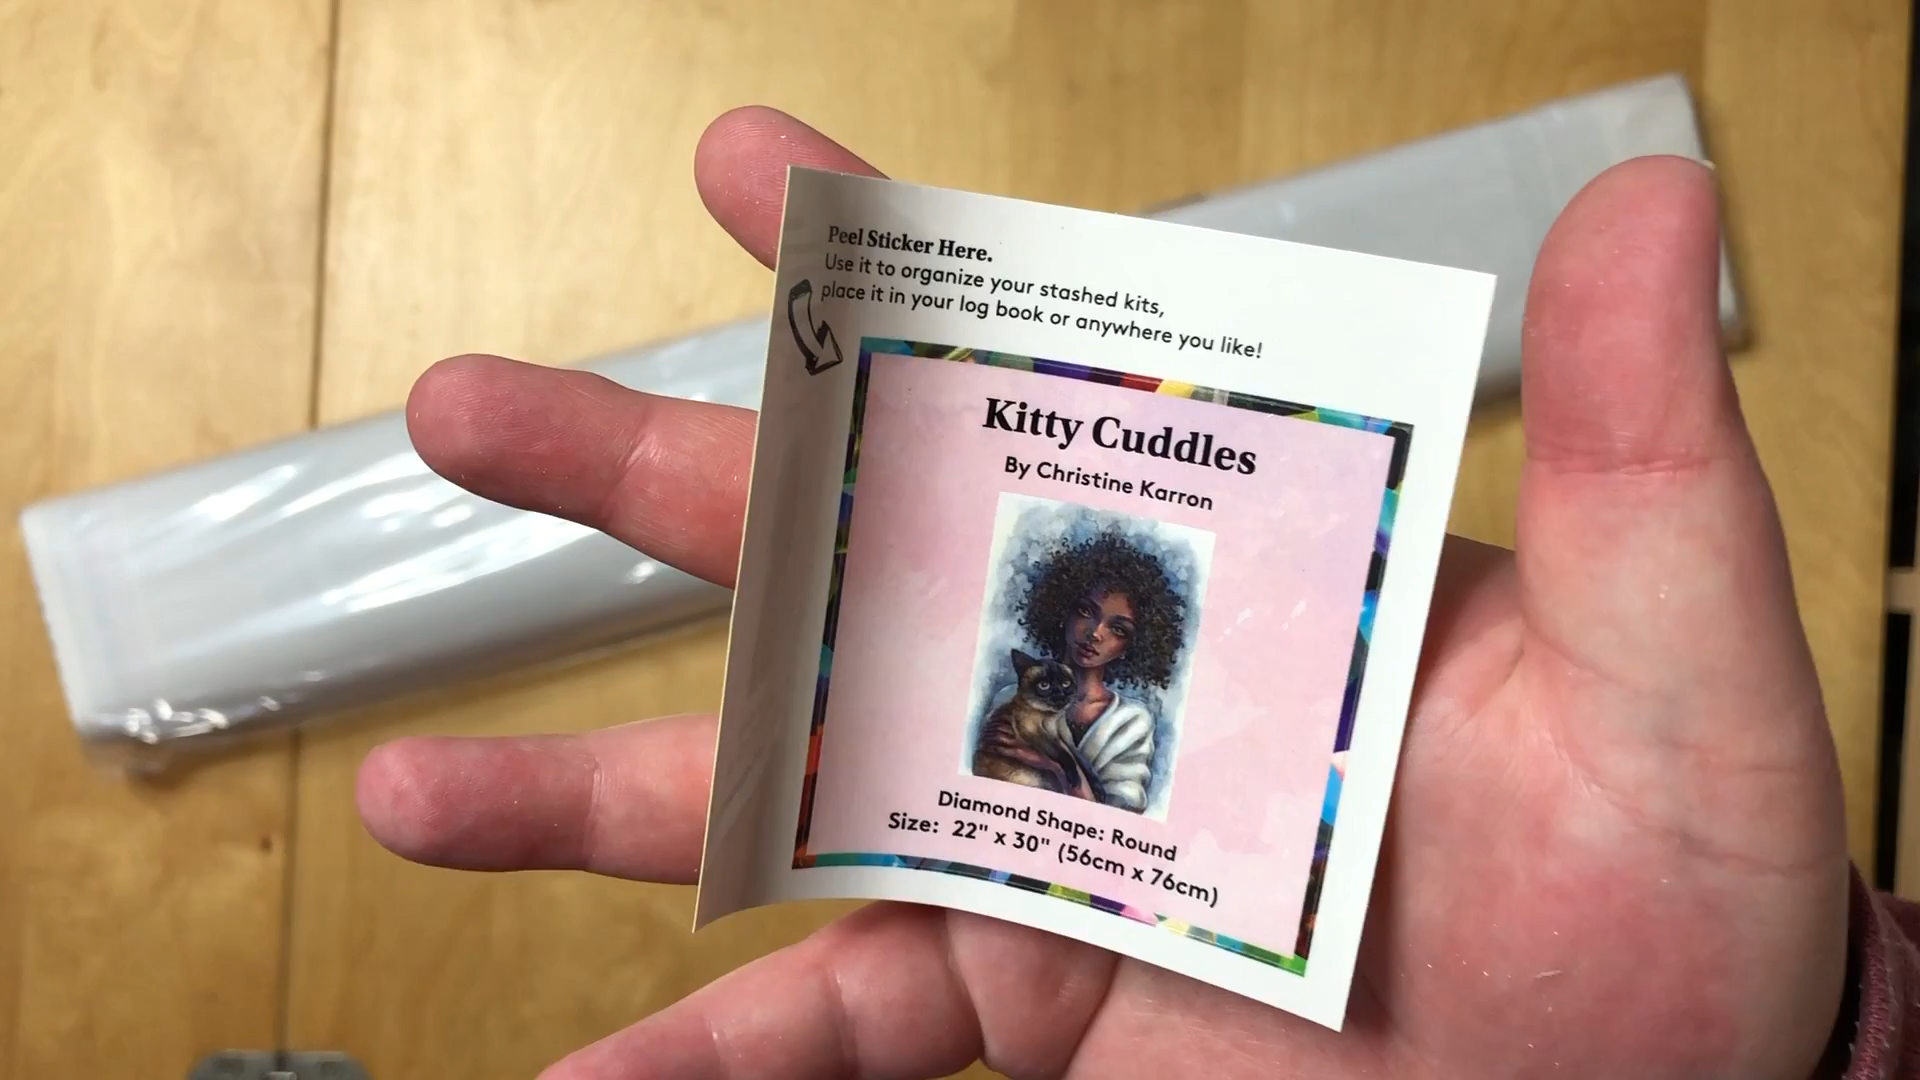 Peel Sticker Here.
Use it to organize your stashed kits,
place it in your log book or anywhere you like!
Kitty Cuddles
By Christine Karron
Diamond Shape: Round
Size: 22" x 30" (56cm x 76cm)